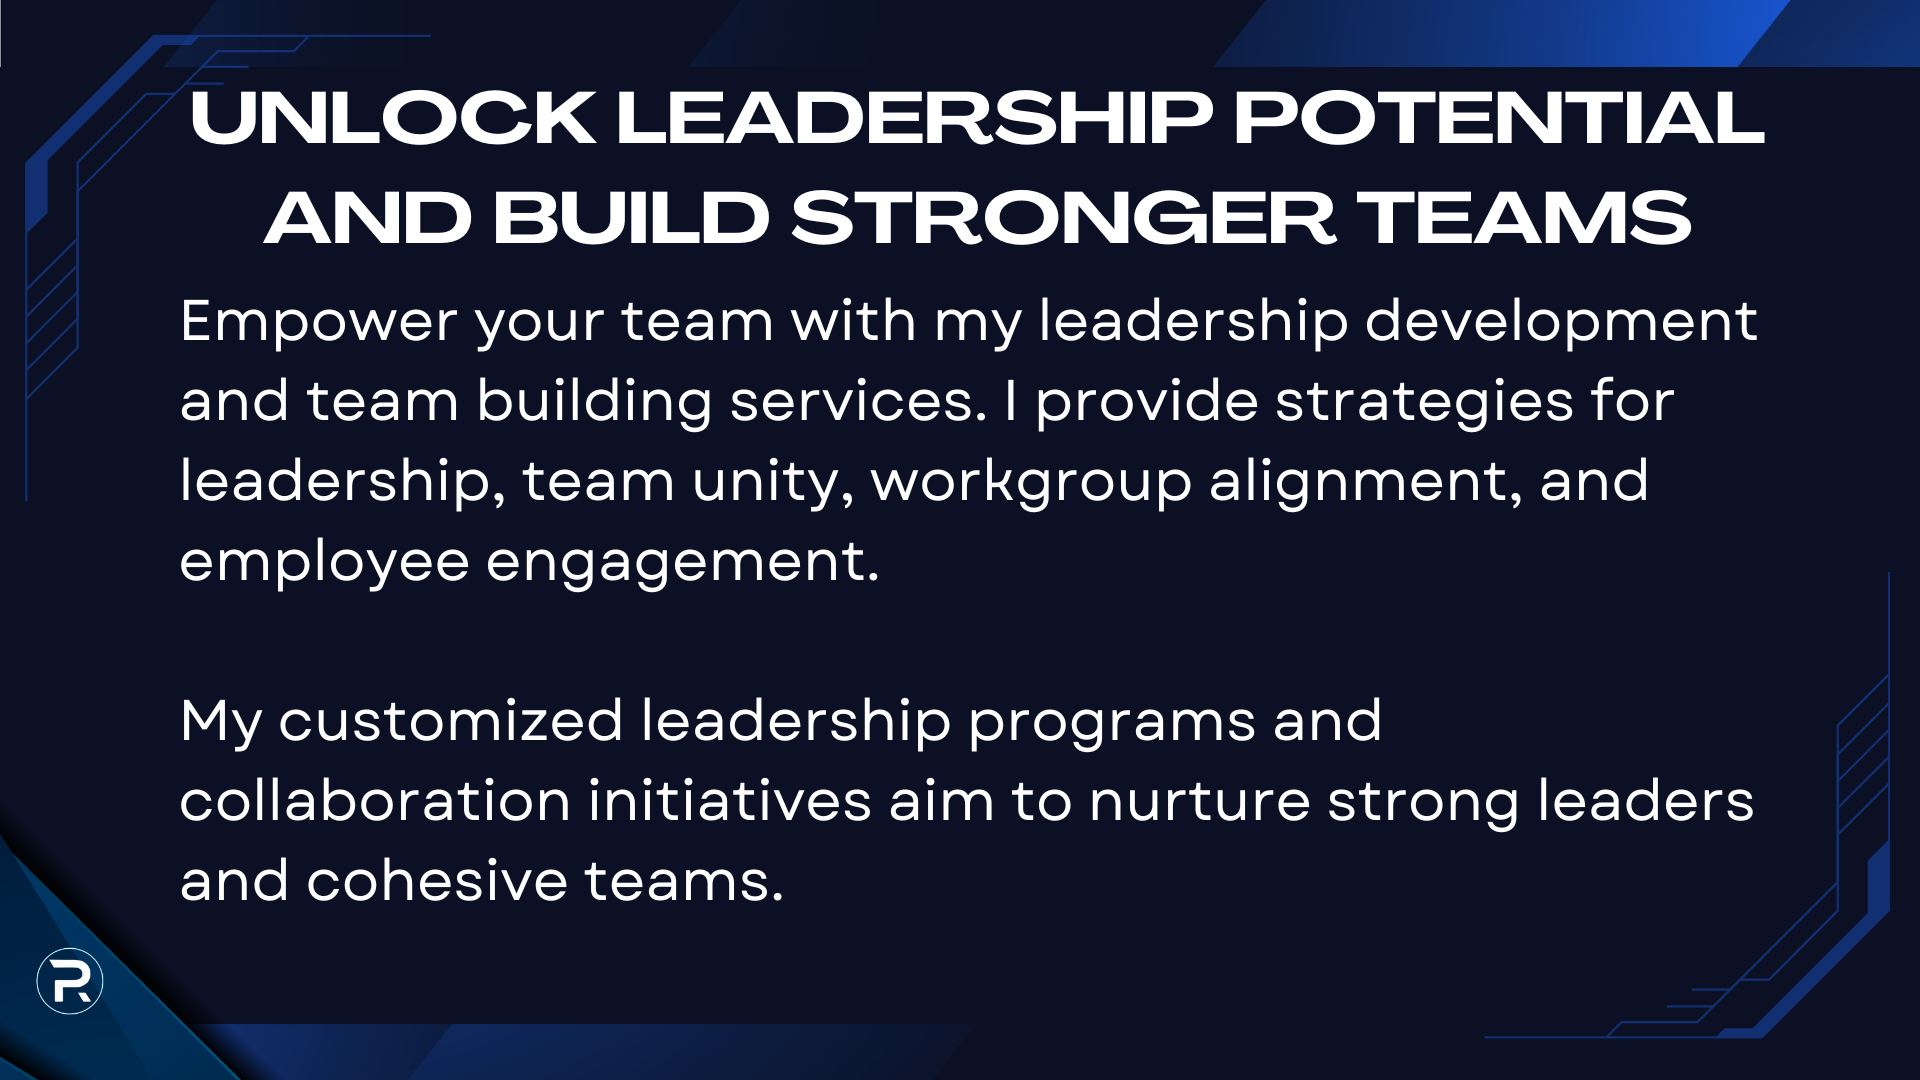 UNLOCK LEADERSHIP POTENTIAL
AND BUILD STRONGER TEAMS
Empower your team with my leadership development
and team building services. I provide strategies for
leadership, team unity, workgroup alignment, and
employee engagement.
My customized leadership programs and
collaboration initiatives aim to nurture strong leaders
and cohesive teams.
R